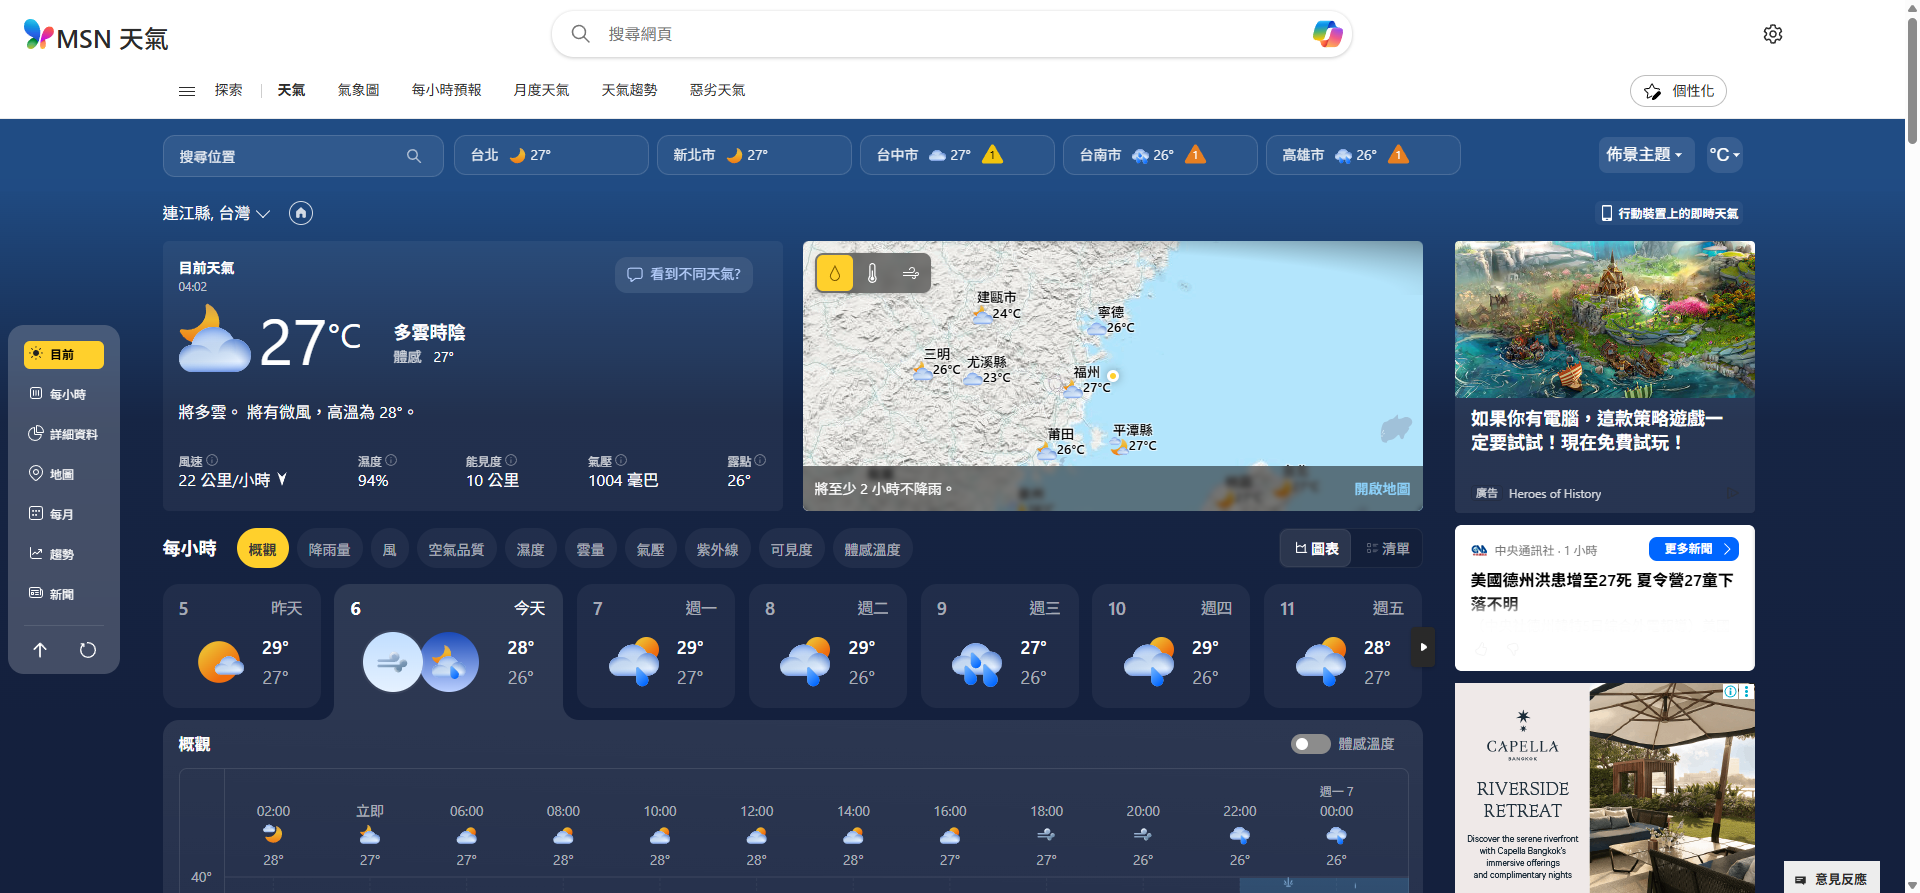 MSN 天氣
搜尋網頁
探索
天氣
氣象圖
每小時預報
月度天氣
天氣趨勢
惡劣天氣
個性化
搜尋位置
台北 27°
新北市 27°
台中市 27° 1
台南市 26° 1
高雄市 26° 1
佈景主題
°C
連江縣, 台灣
行動裝置上的即時天氣
目前
每小時
詳細資料
地圖
每月
趨勢
新聞
目前天氣
04:02
看到不同天氣?
27°C
多雲時陰
體感 27°
將多雲。 將有微風，高溫為 28°。
風速
22 公里/小時
濕度
94%
能見度
10 公里
氣壓
1004 毫巴
露點
26°
建甌市
24°C
寧德
26°C
三明
26°C
尤溪縣
23°C
福州
27°C
莆田
26°C
平潭縣
27°C
將至少 2 小時不降雨。
開啟地圖
如果你有電腦，這款策略遊戲一
定要試試！現在免費試玩！
廣告 Heroes of History
每小時
概觀
降雨量
風
空氣品質
濕度
雲量
氣壓
紫外線
可見度
體感溫度
圖表
清單
中央通訊社 · 1 小時
更多新聞
美國德州洪患增至27死 夏令營27童下
落不明
5 昨天
29°
27°
6 今天
28°
26°
7 週一
29°
27°
8 週二
29°
26°
9 週三
27°
26°
10 週四
29°
26°
11 週五
28°
27°
概觀
體感溫度
週一 7
02:00 立即 06:00 08:00 10:00 12:00 14:00 16:00 18:00 20:00 22:00 00:00
28° 27° 27° 28° 28° 28° 28° 27° 27° 26° 26° 26°
40°
CAPELLA
BANGKOK
RIVERSIDE
RETREAT
Discover the serene riverfront
with Capella Bangkok's
immersive offerings
and complimentary nights
意見反應